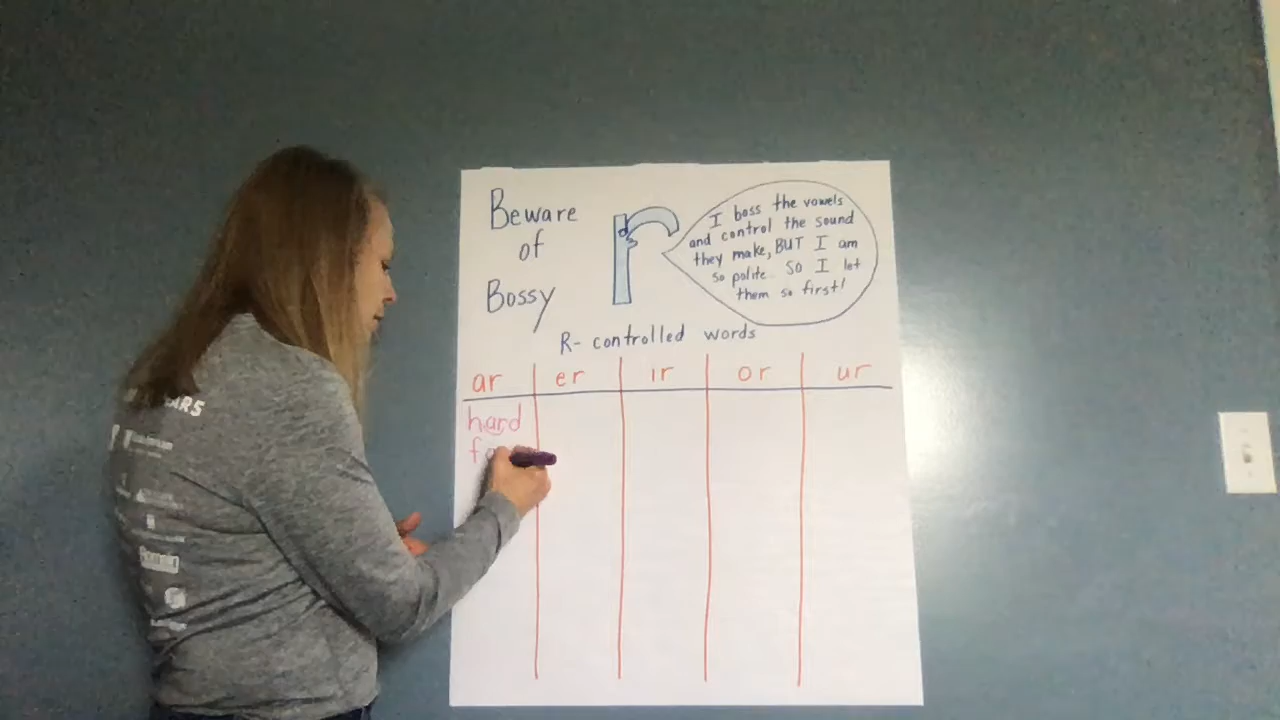 Beware
of
Bossy
r
I boss the vowels
and control the sound
they make, BUT I am
so polite. SO I let
them so first!
R- controlled words
ar er ir or ur
hard